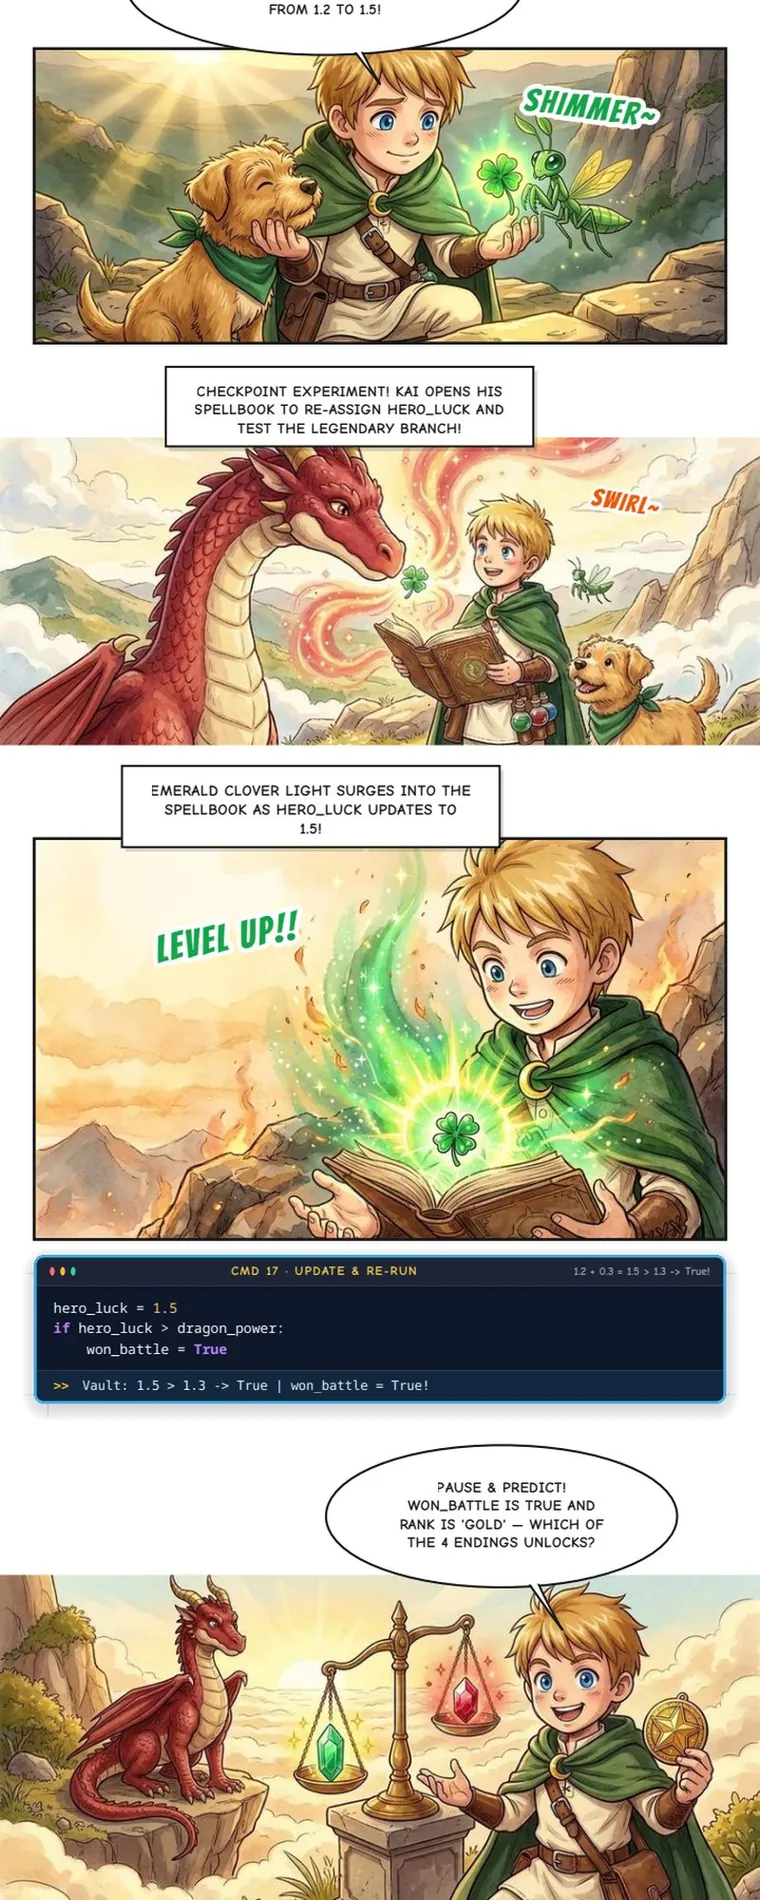 FROM 1.2 TO 1.5!
SHIMMER~
CHECKPOINT EXPERIMENT! KAI OPENS HIS
SPELLBOOK TO RE-ASSIGN HERO_LUCK AND
TEST THE LEGENDARY BRANCH!
SWIRL~
EMERALD CLOVER LIGHT SURGES INTO THE
SPELLBOOK AS HERO_LUCK UPDATES TO
1.5!
LEVEL UP!!
CMD 17 · UPDATE & RE-RUN
1.2 + 0.3 = 1.5 > 1.3 -> True!
hero_luck = 1.5
if hero_luck > dragon_power:
    won_battle = True
>> Vault: 1.5 > 1.3 -> True | won_battle = True!
PAUSE & PREDICT!
WON_BATTLE IS TRUE AND
RANK IS 'GOLD' — WHICH OF
THE 4 ENDINGS UNLOCKS?